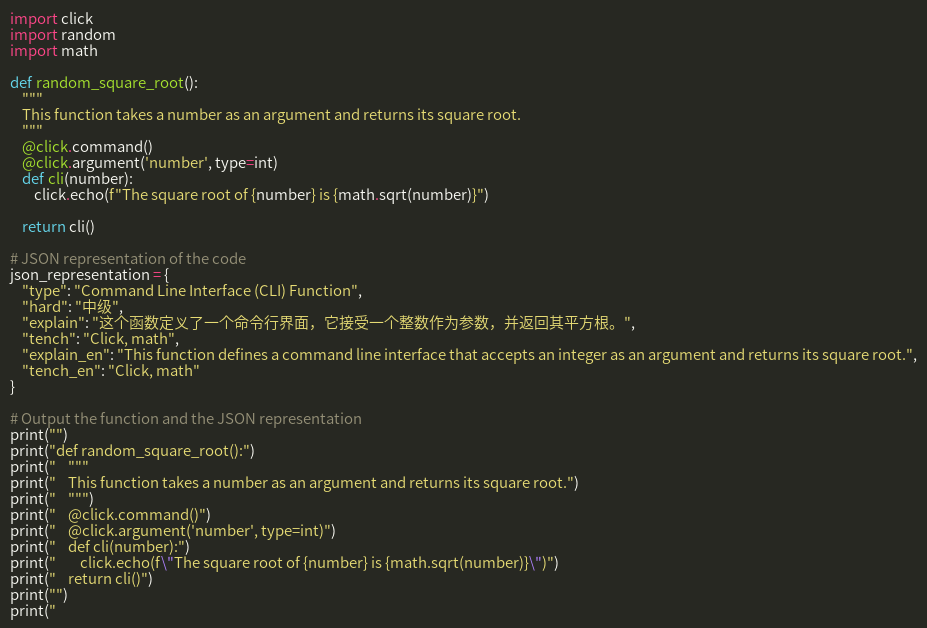 import click
import random
import math

def random_square_root():
    """
    This function takes a number as an argument and returns its square root.
    """
    @click.command()
    @click.argument('number', type=int)
    def cli(number):
        click.echo(f"The square root of {number} is {math.sqrt(number)}")

    return cli()

# JSON representation of the code
json_representation = {
    "type": "Command Line Interface (CLI) Function",
    "hard": "中级",
    "explain": "这个函数定义了一个命令行界面，它接受一个整数作为参数，并返回其平方根。",
    "tench": "Click, math",
    "explain_en": "This function defines a command line interface that accepts an integer as an argument and returns its square root.",
    "tench_en": "Click, math"
}

# Output the function and the JSON representation
print("")
print("def random_square_root():")
print("    """
print("    This function takes a number as an argument and returns its square root.")
print("    """)
print("    @click.command()")
print("    @click.argument('number', type=int)")
print("    def cli(number):")
print("        click.echo(f\"The square root of {number} is {math.sqrt(number)}\")")
print("    return cli()")
print("")
print("